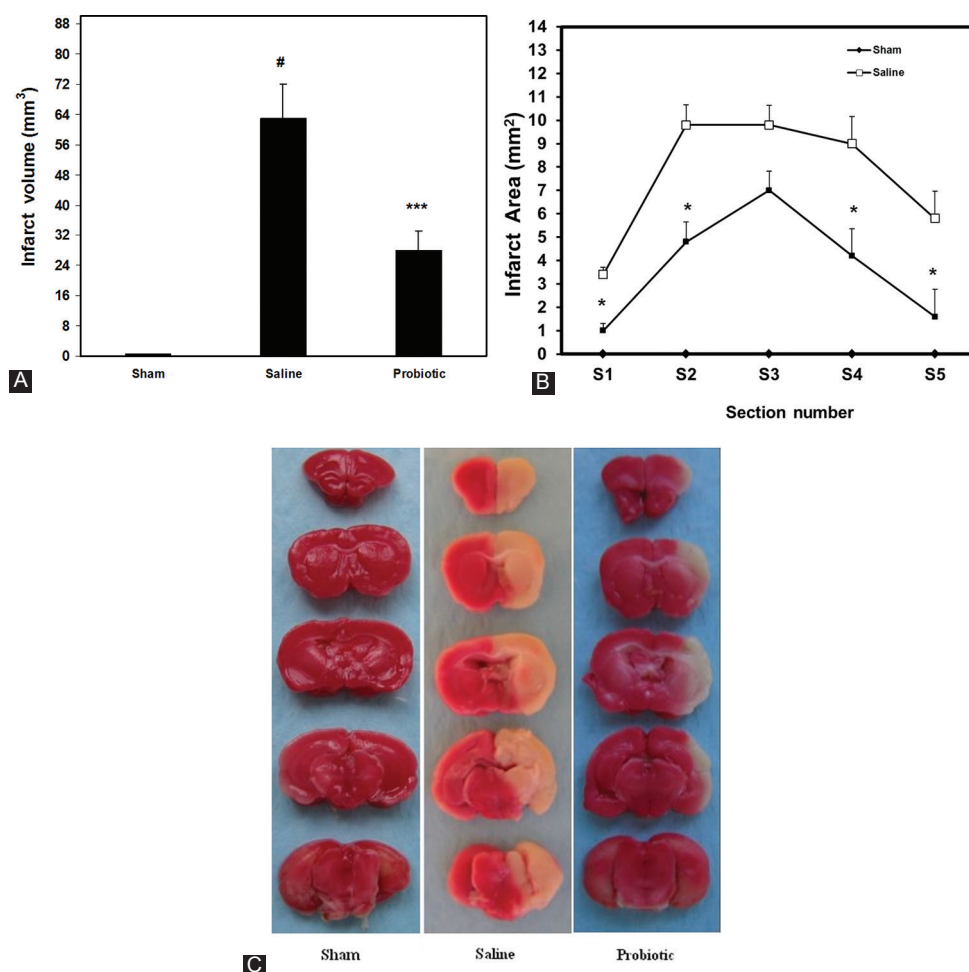 88
80
72
64
56
48
40
32
24
16
8
0
Infarct volume (mm3)
#
***
Sham
Saline
Probiotic
A
14
13
12
11
10
9
8
7
6
5
4
3
2
1
0
Infarct Area (mm2)
Sham
Saline
*
*
*
*
S1
S2
S3
S4
S5
Section number
B
Sham
Saline
Probiotic
C